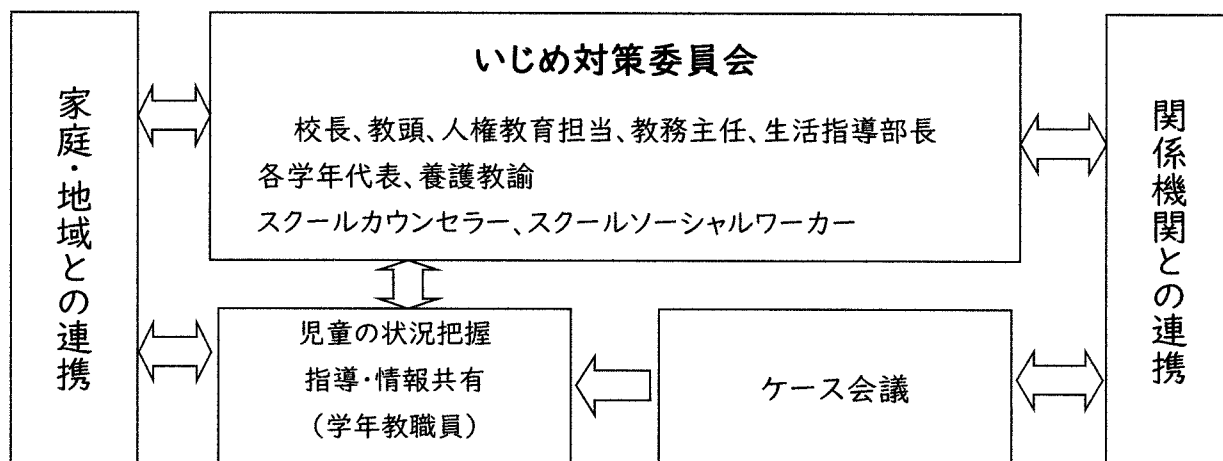 家庭・地域との連携
いじめ対策委員会
校長、教頭、人権教育担当、教務主任、生活指導部長
各学年代表、養護教諭
スクールカウンセラー、スクールソーシャルワーカー
関係機関との連携
児童の状況把握
指導・情報共有
（学年教職員）
ケース会議